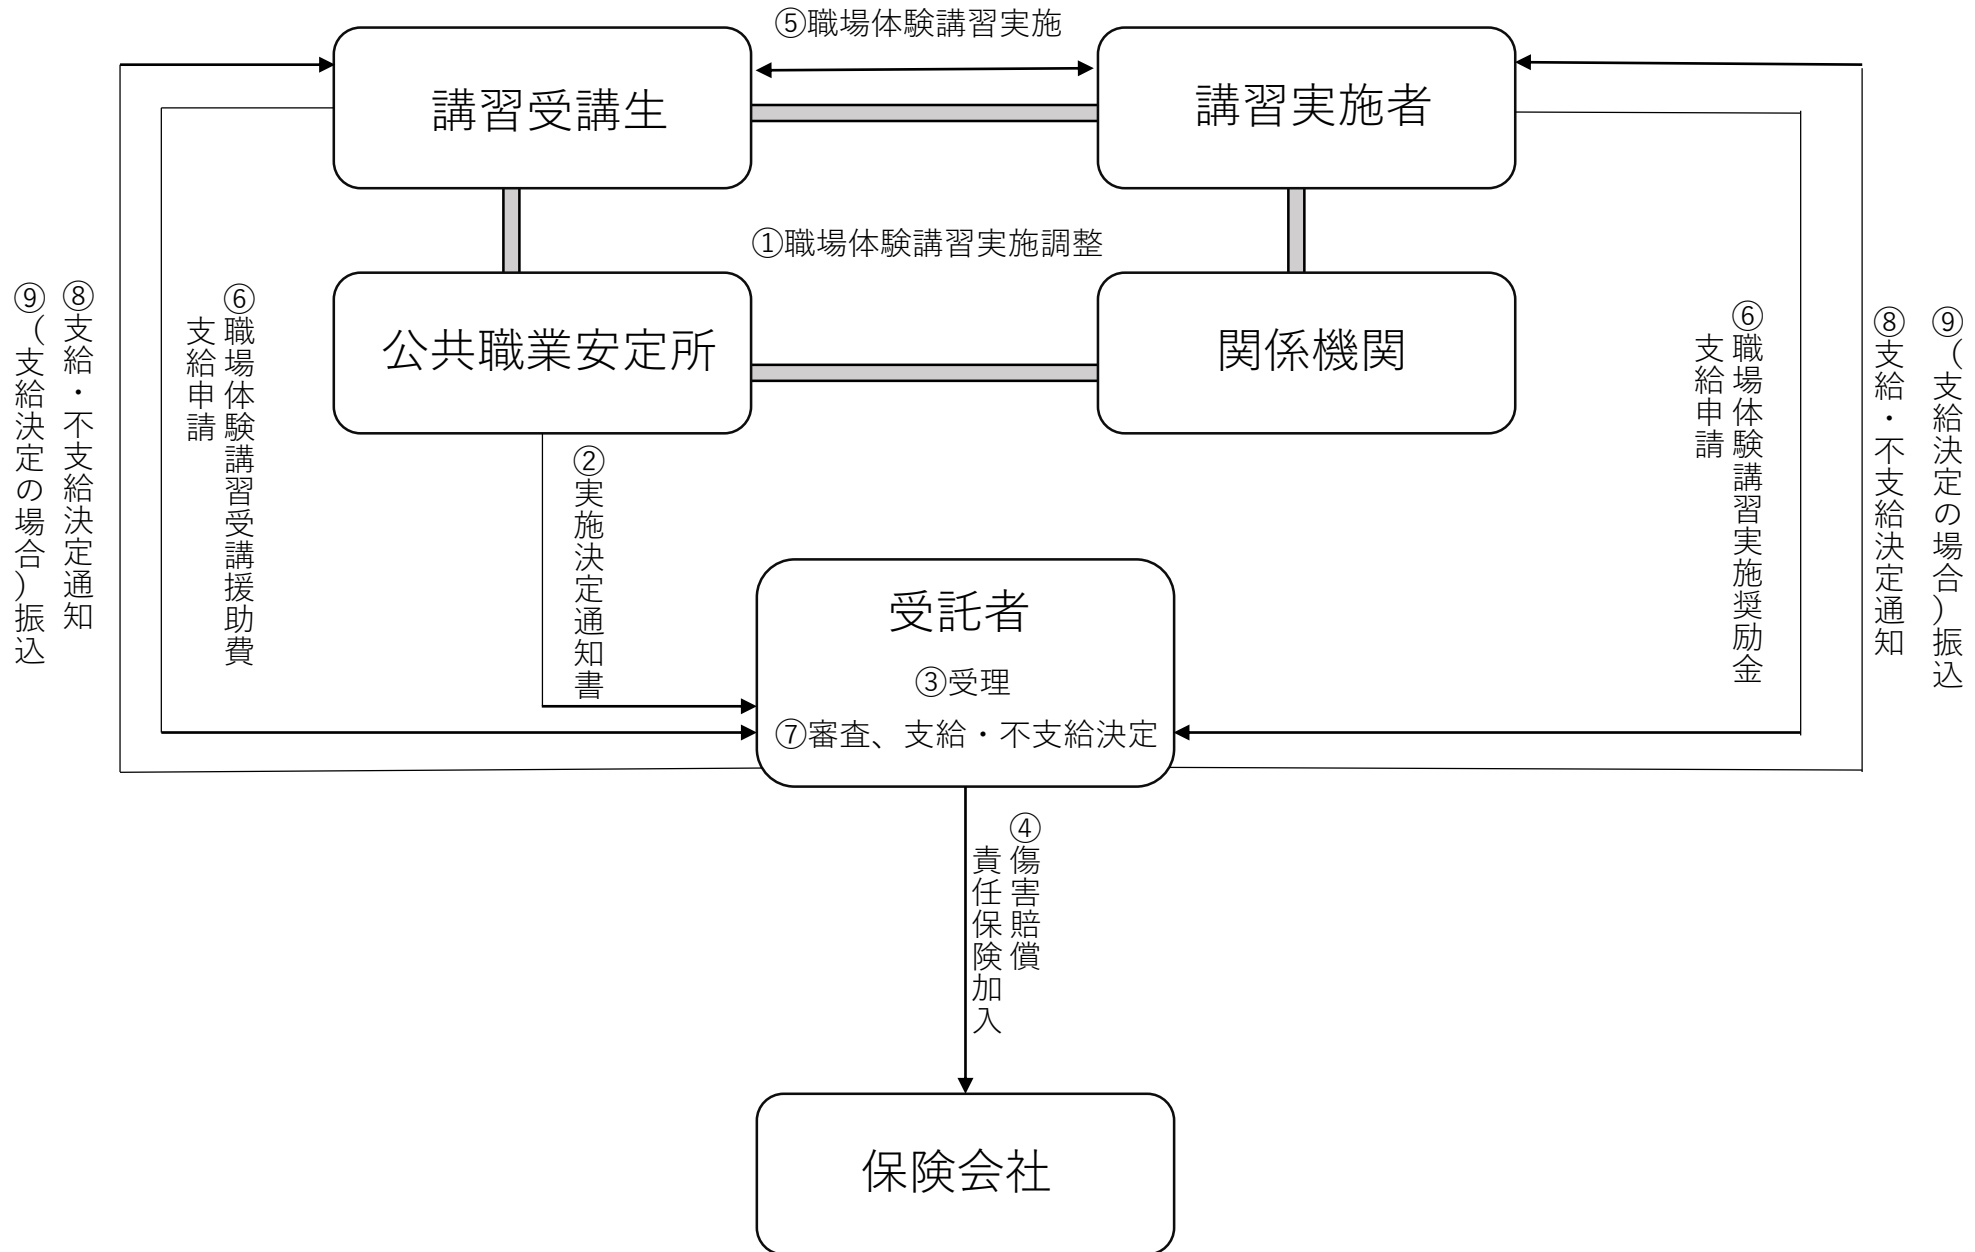 ⑤職場体験講習実施
講習受講生
講習実施者
①職場体験講習実施調整
公共職業安定所
関係機関
⑨(支給決定の場合)振込
⑧支給・不支給決定通知
⑥職場体験講習受講援助費
支給申請
②実施決定通知書
⑥職場体験講習実施奨励金
支給申請
⑧支給・不支給決定通知
⑨(支給決定の場合)振込
受託者
③受理
⑦審査、支給・不支給決定
④傷害賠償
責任保険加入
保険会社